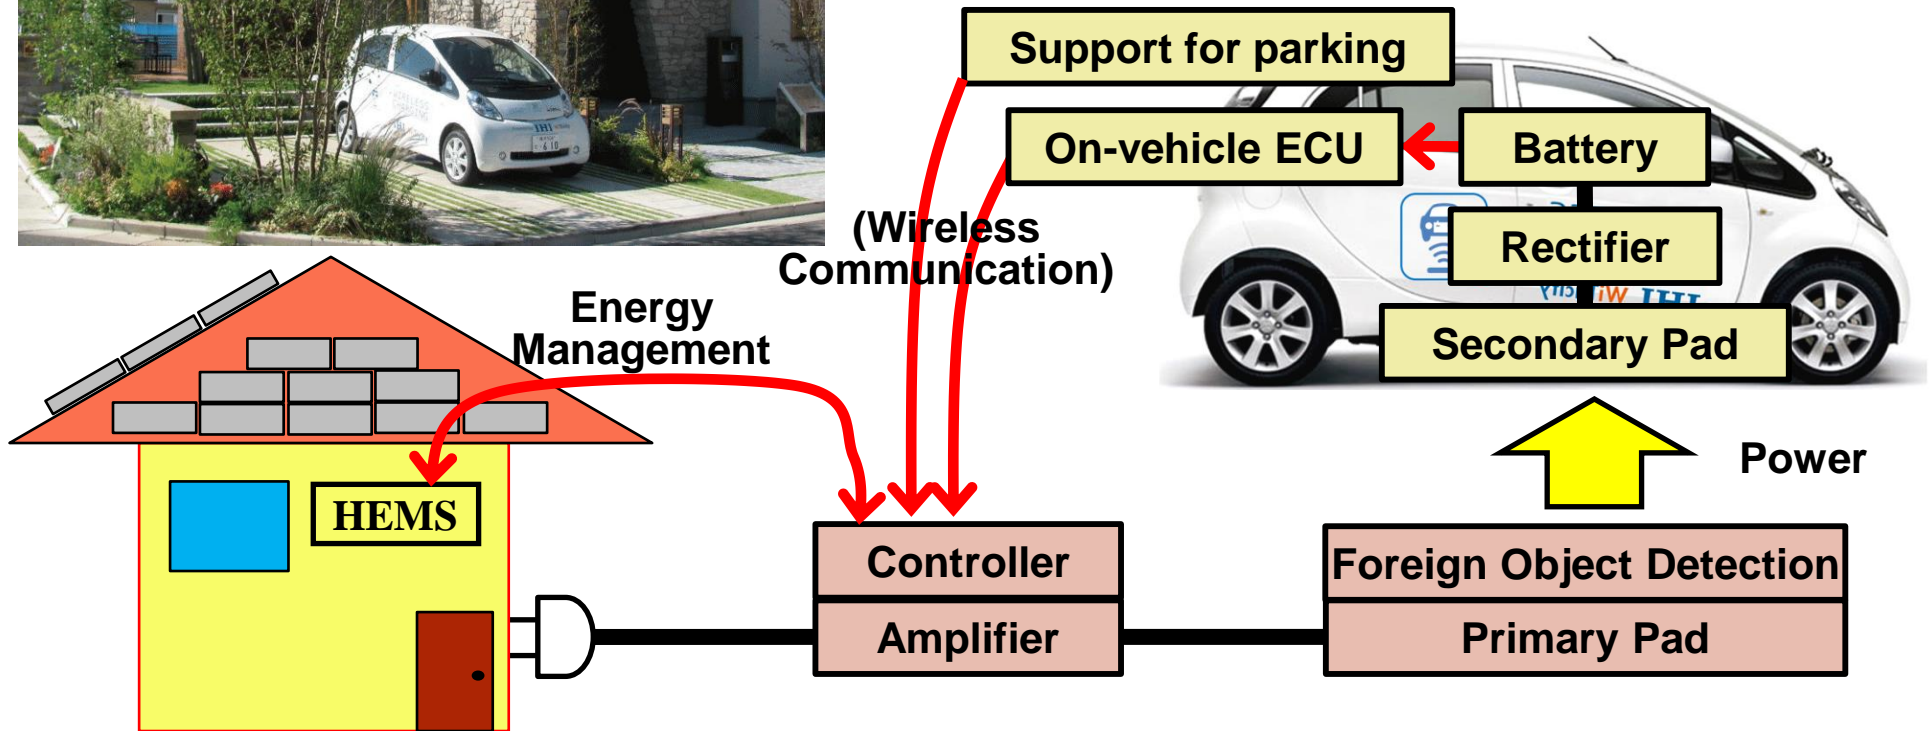 Support for parking
On-vehicle ECU
Battery
(Wireless
Communication)
Rectifier
IHI
Secondary Pad
Energy
Management
Power
HEMS
Controller
Foreign Object Detection
Amplifier
Primary Pad